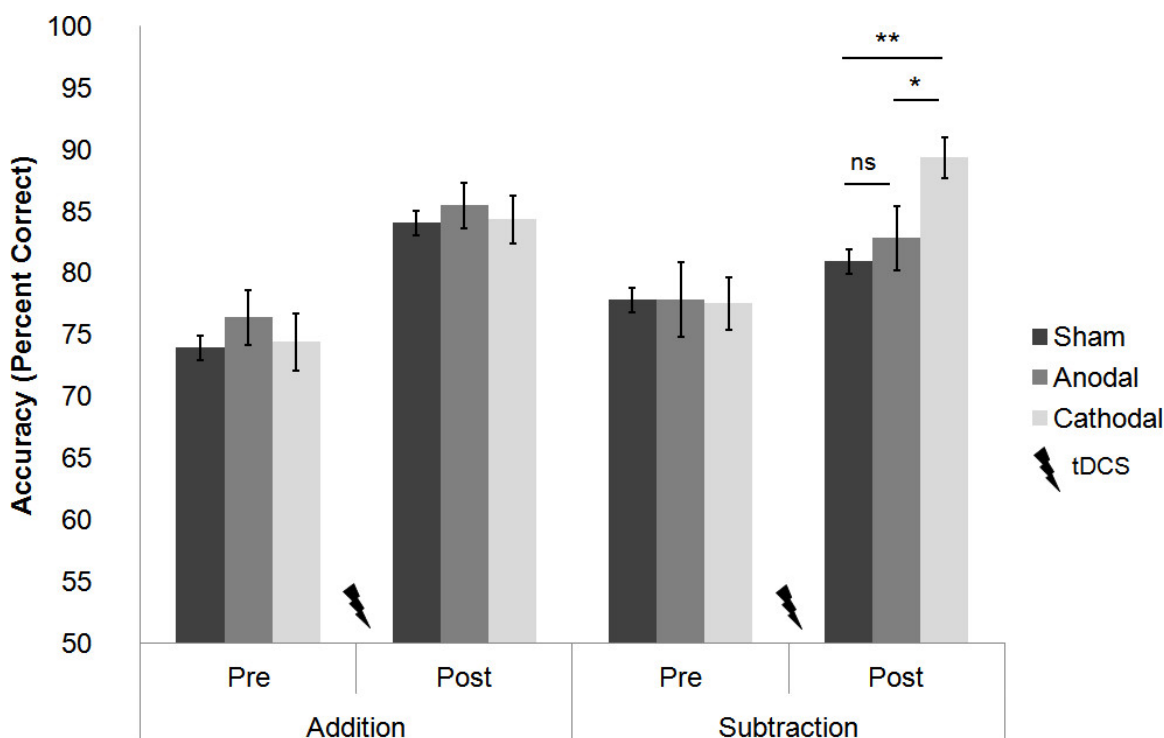 Accuracy (Percent Correct)
100
95
90
85
80
75
70
65
60
55
50
**
*
ns
Sham
Anodal
Cathodal
tDCS
Pre Post Pre Post
Addition Subtraction